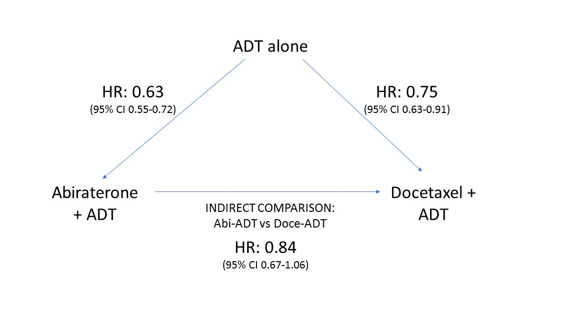 ADT alone
HR: 0.63
(95% CI 0.55-0.72)
HR: 0.75
(95% CI 0.63-0.91)
Abiraterone
+ ADT
Docetaxel +
ADT
INDIRECT COMPARISON:
Abi-ADT vs Doce-ADT
HR: 0.84
(95% CI 0.67-1.06)